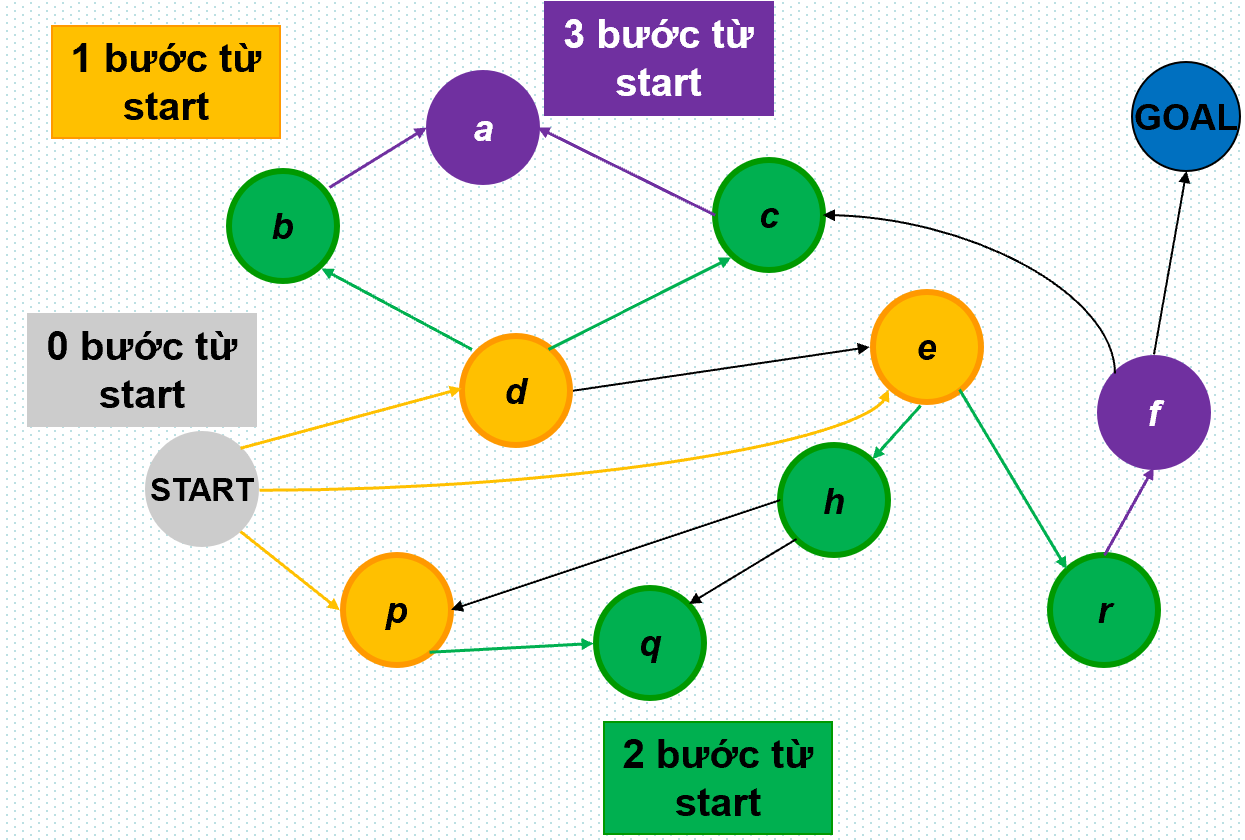 1 bước từ
start
3 bước từ
start
a
GOAL
b
c
0 bước từ
start
d
e
f
START
h
p
q
r
2 bước từ
start